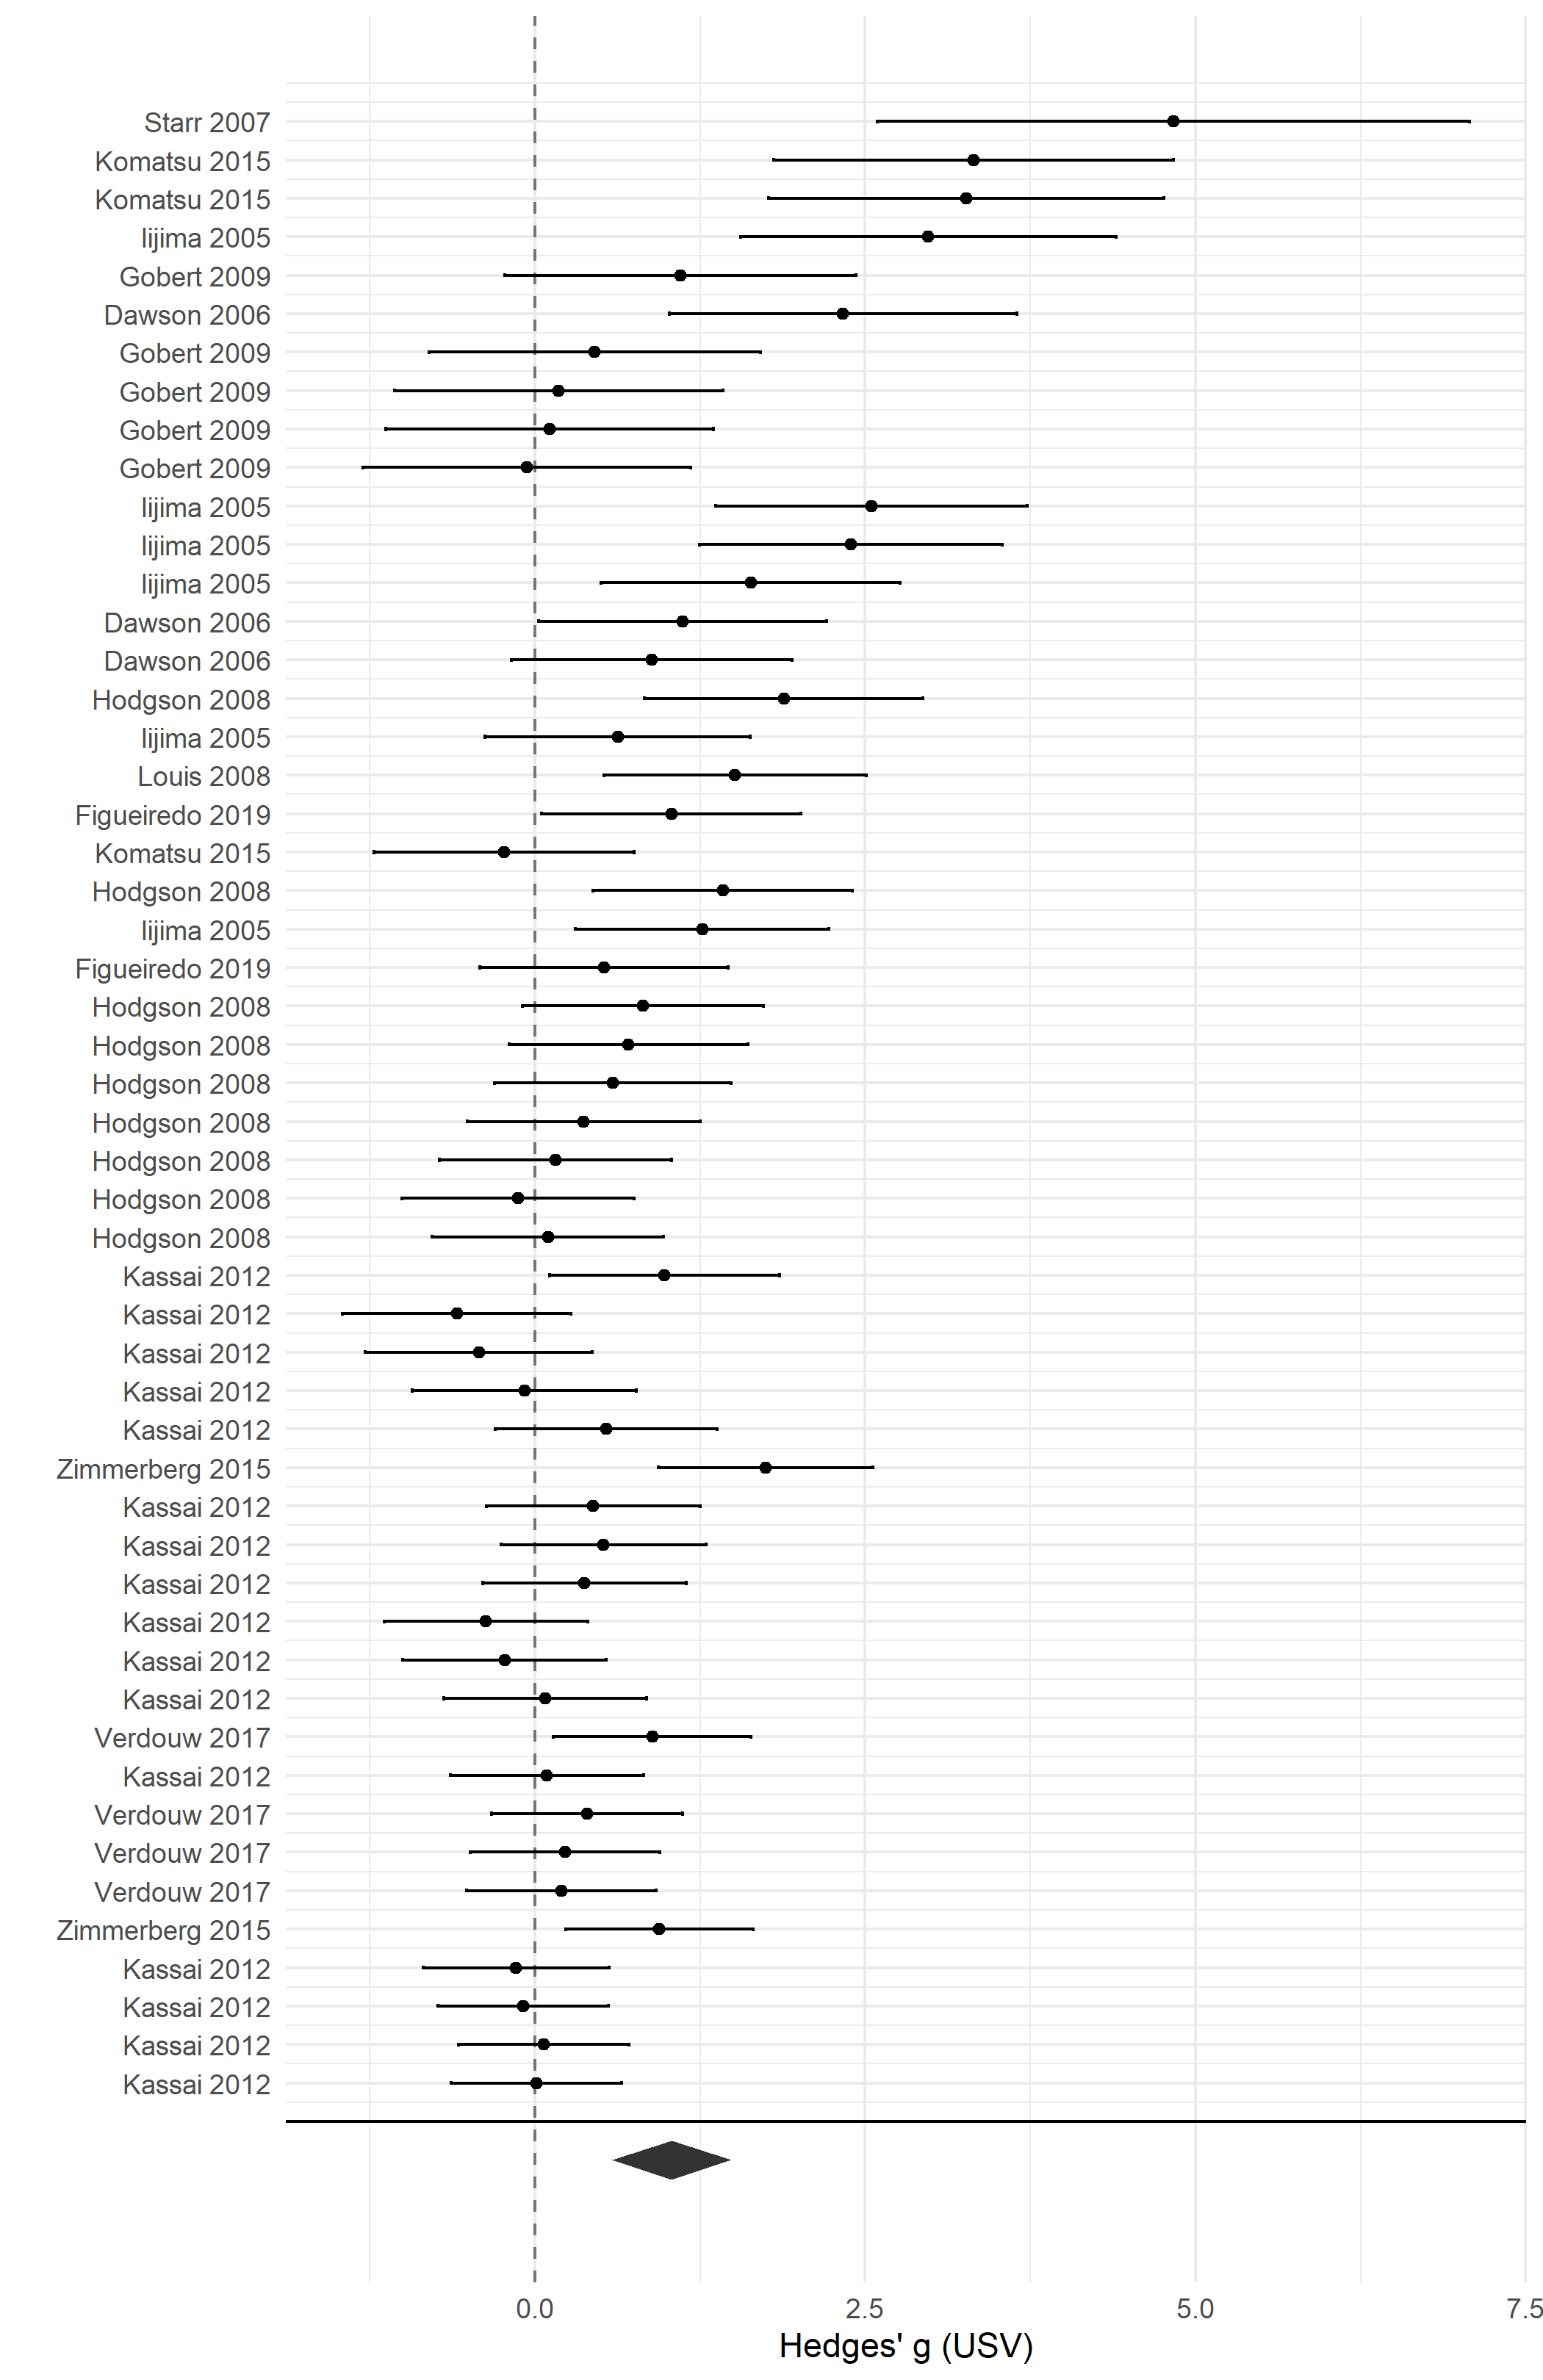 Starr 2007
Komatsu 2015
Komatsu 2015
Iijima 2005
Gobert 2009
Dawson 2006
Gobert 2009
Gobert 2009
Gobert 2009
Gobert 2009
Iijima 2005
Iijima 2005
Iijima 2005
Dawson 2006
Dawson 2006
Hodgson 2008
Iijima 2005
Louis 2008
Figueiredo 2019
Komatsu 2015
Hodgson 2008
Iijima 2005
Figueiredo 2019
Hodgson 2008
Hodgson 2008
Hodgson 2008
Hodgson 2008
Hodgson 2008
Hodgson 2008
Hodgson 2008
Kassai 2012
Kassai 2012
Kassai 2012
Kassai 2012
Kassai 2012
Zimmerberg 2015
Kassai 2012
Kassai 2012
Kassai 2012
Kassai 2012
Kassai 2012
Kassai 2012
Verdouw 2017
Kassai 2012
Verdouw 2017
Verdouw 2017
Verdouw 2017
Zimmerberg 2015
Kassai 2012
Kassai 2012
Kassai 2012
Kassai 2012
0.0 2.5 5.0 7.5
Hedges' g (USV)